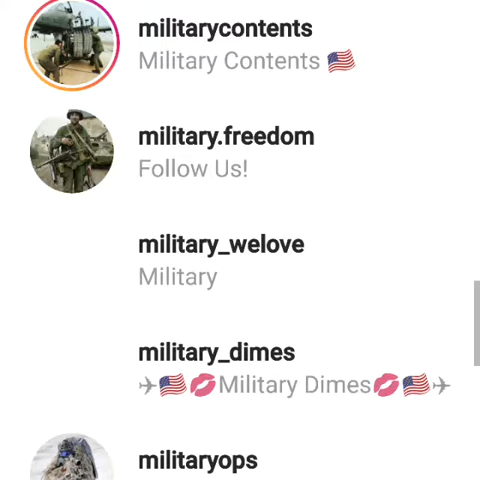 militarycontents
Military Contents 🇺🇸
military.freedom
Follow Us!
military_welove
Military
military_dimes
✈🇺🇸💋Military Dimes💋🇺🇸✈
militaryops